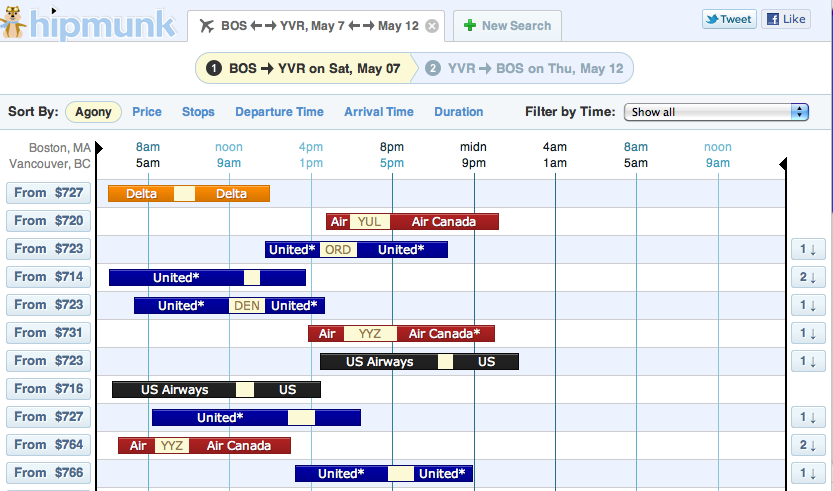 hipmunk
BOS ←→ YVR, May 7 ←→ May 12
New Search
Tweet
Like
1 BOS → YVR on Sat, May 07
2 YVR → BOS on Thu, May 12
Sort By: Agony Price Stops Departure Time Arrival Time Duration Filter by Time: Show all
Boston, MA 8am noon 4pm 8pm midn 4am 8am noon
Vancouver, BC 5am 9am 1pm 5pm 9pm 1am 5am 9am
From $727 Delta Delta
From $720 Air YUL Air Canada
From $723 United* ORD United* 1 ↓
From $714 United* 2 ↓
From $723 United* DEN United* 1 ↓
From $731 Air YYZ Air Canada* 1 ↓
From $723 US Airways US 1 ↓
From $716 US Airways US
From $727 United* 1 ↓
From $764 Air YYZ Air Canada 2 ↓
From $766 United* United* 1 ↓